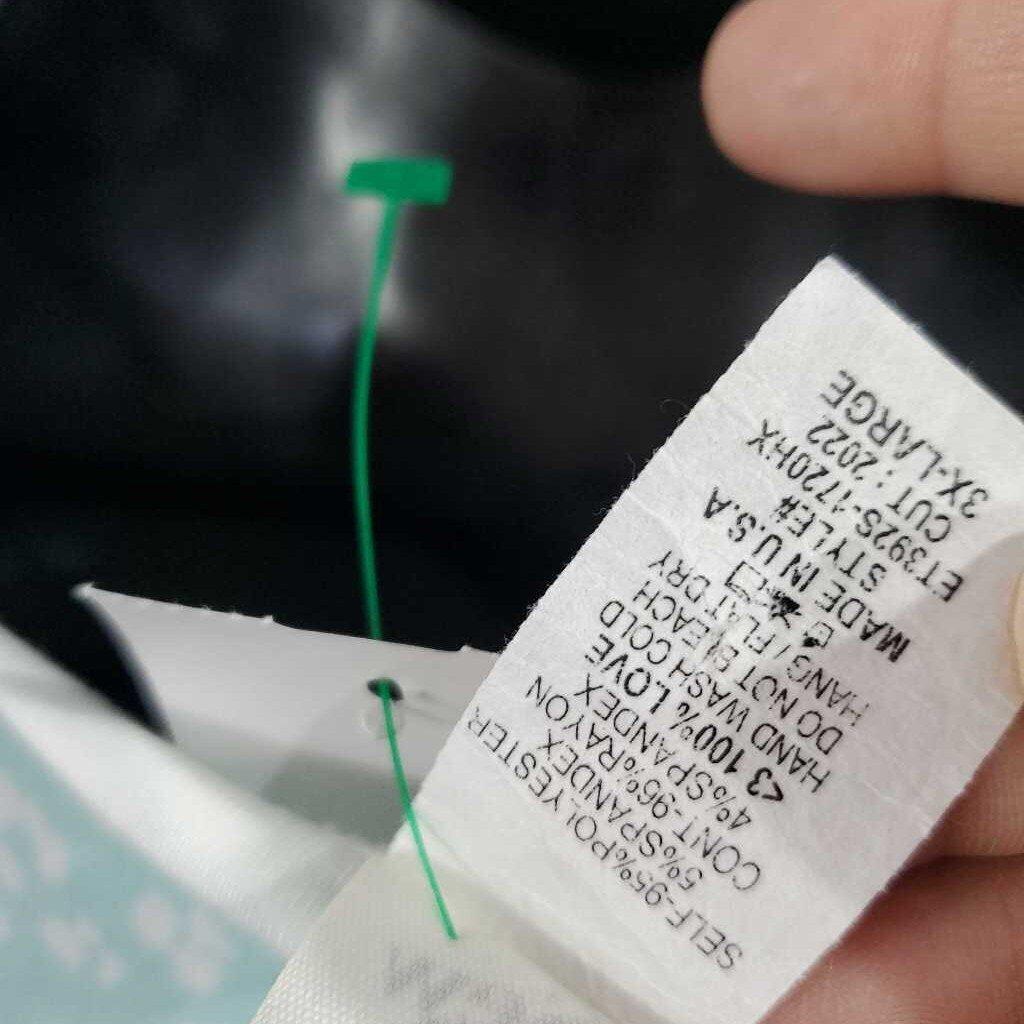 SELF-95%POLYESTER
5%SPANDEX
CONT-96%RAYON
4%SPANDEX
<3 100% LOVE
HAND WASH COLD
DO NOT BLEACH
HANG / FLAT DRY
MADE IN U.S.A
STYLE#
ET392S-1720HX
CUT : 2022
3X-LARGE